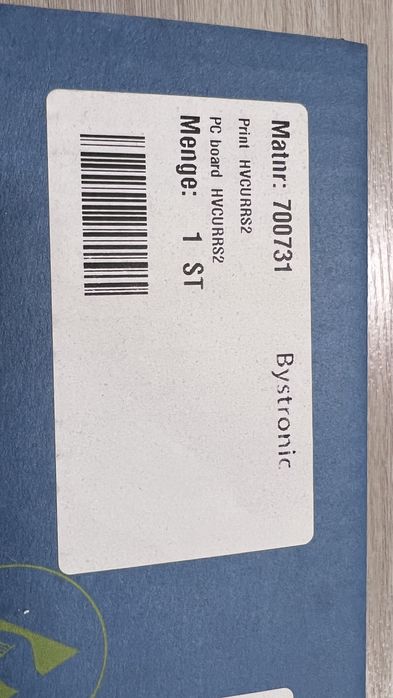 Matnr: 700731 Bystronic
Print HVCURRS2
PC board HVCURRS2
Menge: 1 ST